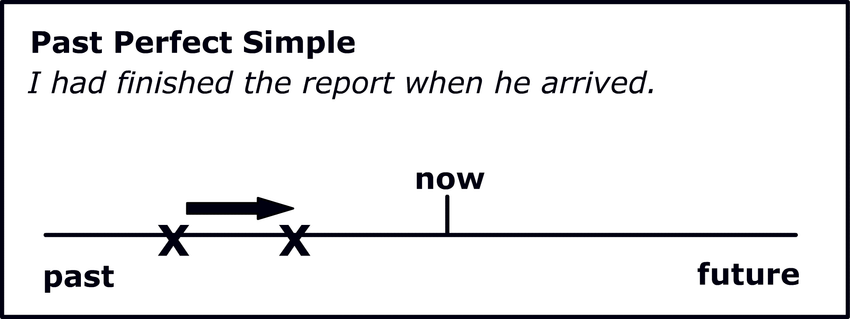 Past Perfect Simple
I had finished the report when he arrived.
now
X X
past future